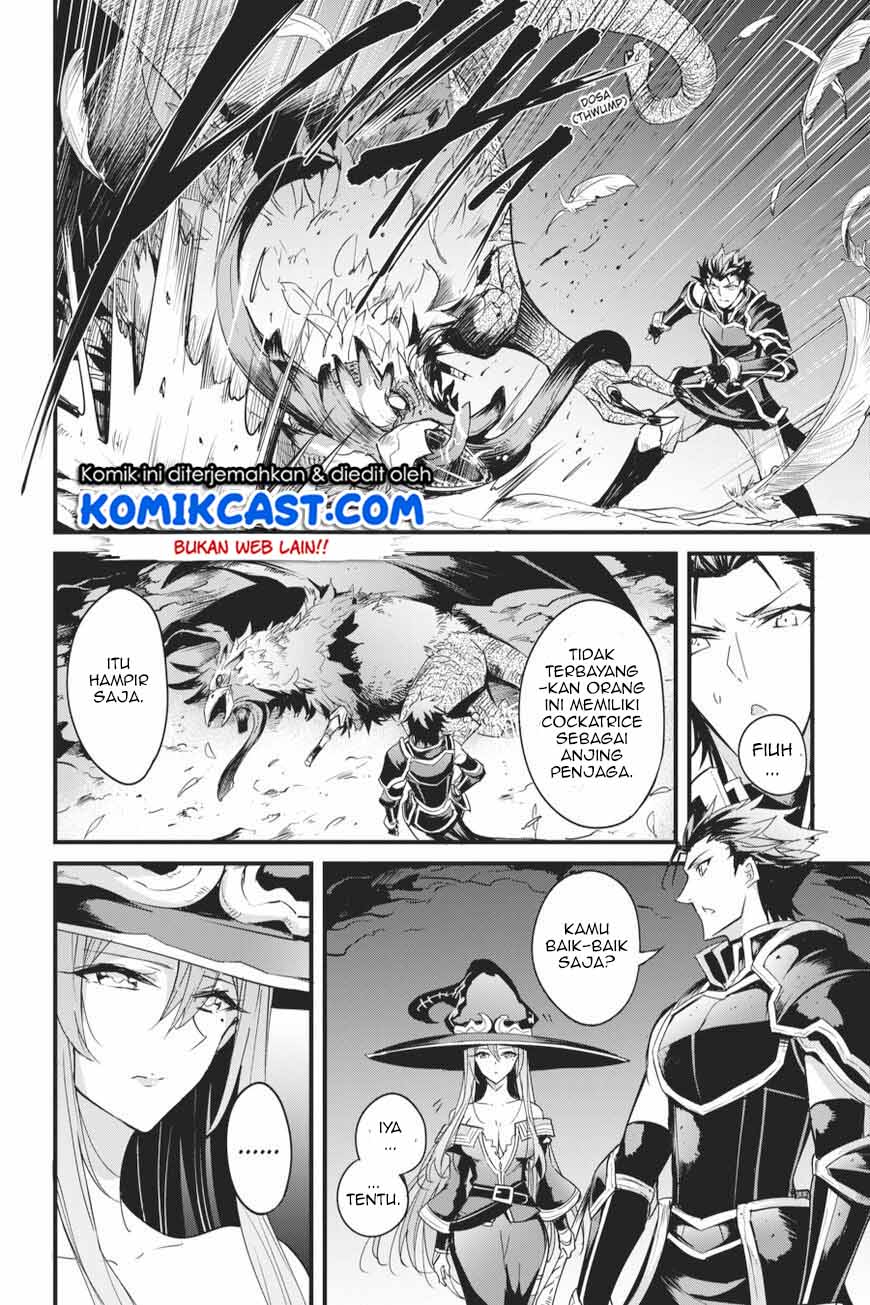 DOSA
(THWUMP)
Komik ini diterjemahkan & diedit oleh
KOMIKCAST.COM
BUKAN WEB LAIN!!
FIUH
...
TIDAK
TERBAYANG
-KAN ORANG
INI MEMILIKI
COCKATRICE
SEBAGAI
ANJING
PENJAGA.
ITU
HAMPIR
SAJA.
KAMU
BAIK-BAIK
SAJA?
IYA
...
...
TENTU.
......